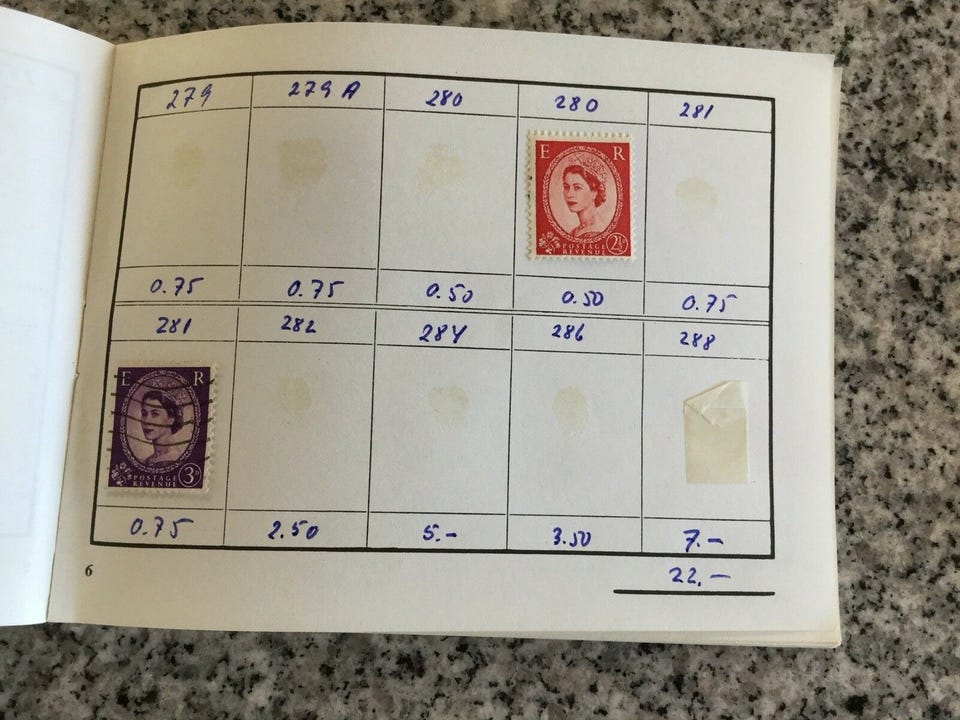 279 279A 280 280 281
E R
POSTAGE
REVENUE 2½D
0.75 0.75 0.50 0.50 0.75
281 282 284 286 288
E R
POSTAGE
REVENUE 3D
0.75 2.50 5.- 3.50 7.-
6
22.-